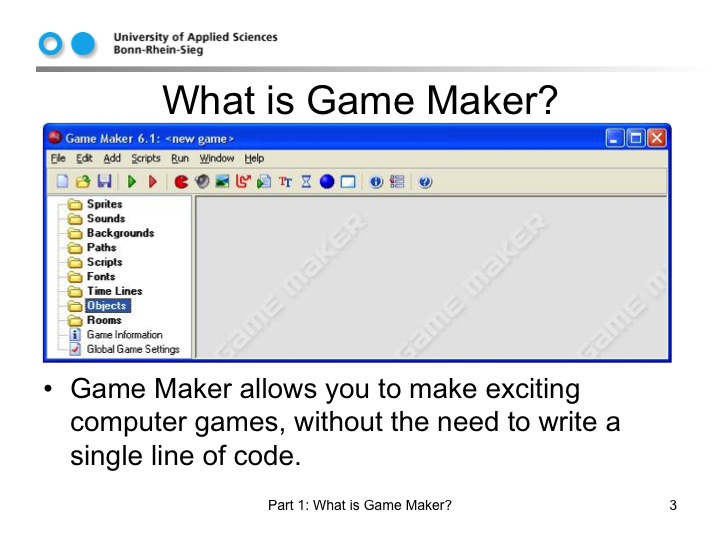 University of Applied Sciences
Bonn-Rhein-Sieg
What is Game Maker?
Game Maker 6.1: <new game>
File Edit Add Scripts Run Window Help
Sprites
Sounds
Backgrounds
Paths
Scripts
Fonts
Time Lines
Objects
Rooms
Game Information
Global Game Settings
GAME MAKER GAME MAKER GAME M
• Game Maker allows you to make exciting
computer games, without the need to write a
single line of code.
Part 1: What is Game Maker? 3